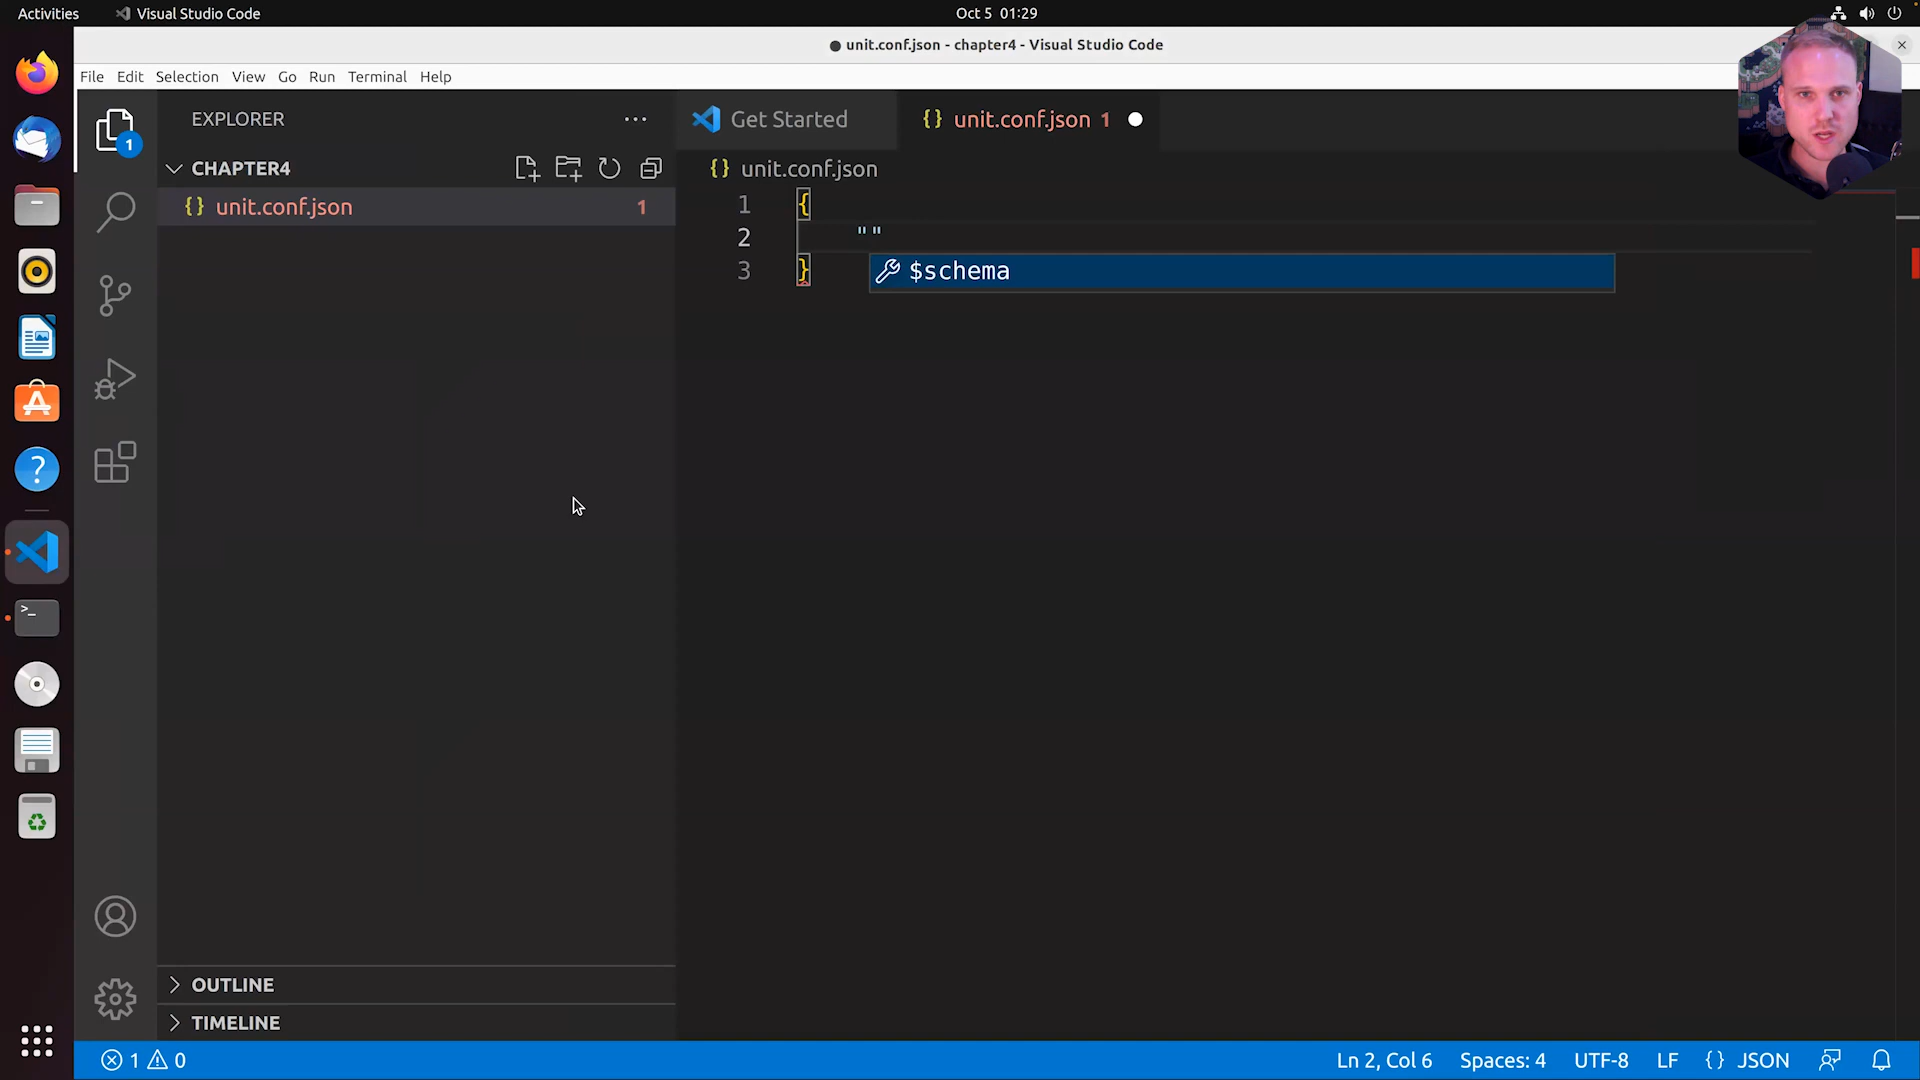 Activities
Visual Studio Code
Oct 5 01:29
● unit.conf.json - chapter4 - Visual Studio Code
File Edit Selection View Go Run Terminal Help
EXPLORER
Get Started
{} unit.conf.json 1
1
CHAPTER4
{} unit.conf.json
{} unit.conf.json 1
1 {
2 ""
3 }
$schema
OUTLINE
TIMELINE
1 0
Ln 2, Col 6 Spaces: 4 UTF-8 LF {} JSON